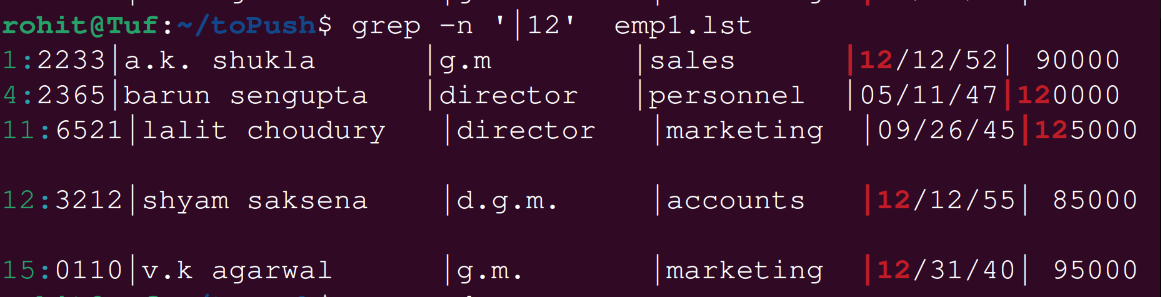 rohit@Tuf:~/toPush$ grep -n '|12'  emp1.lst
1:2233|a.k. shukla      |g.m        |sales      |12/12/52| 90000
4:2365|barun sengupta   |director   |personnel  |05/11/47|120000
11:6521|lalit choudury   |director   |marketing  |09/26/45|125000
12:3212|shyam saksena    |d.g.m.     |accounts   |12/12/55| 85000
15:0110|v.k agarwal      |g.m.       |marketing  |12/31/40| 95000